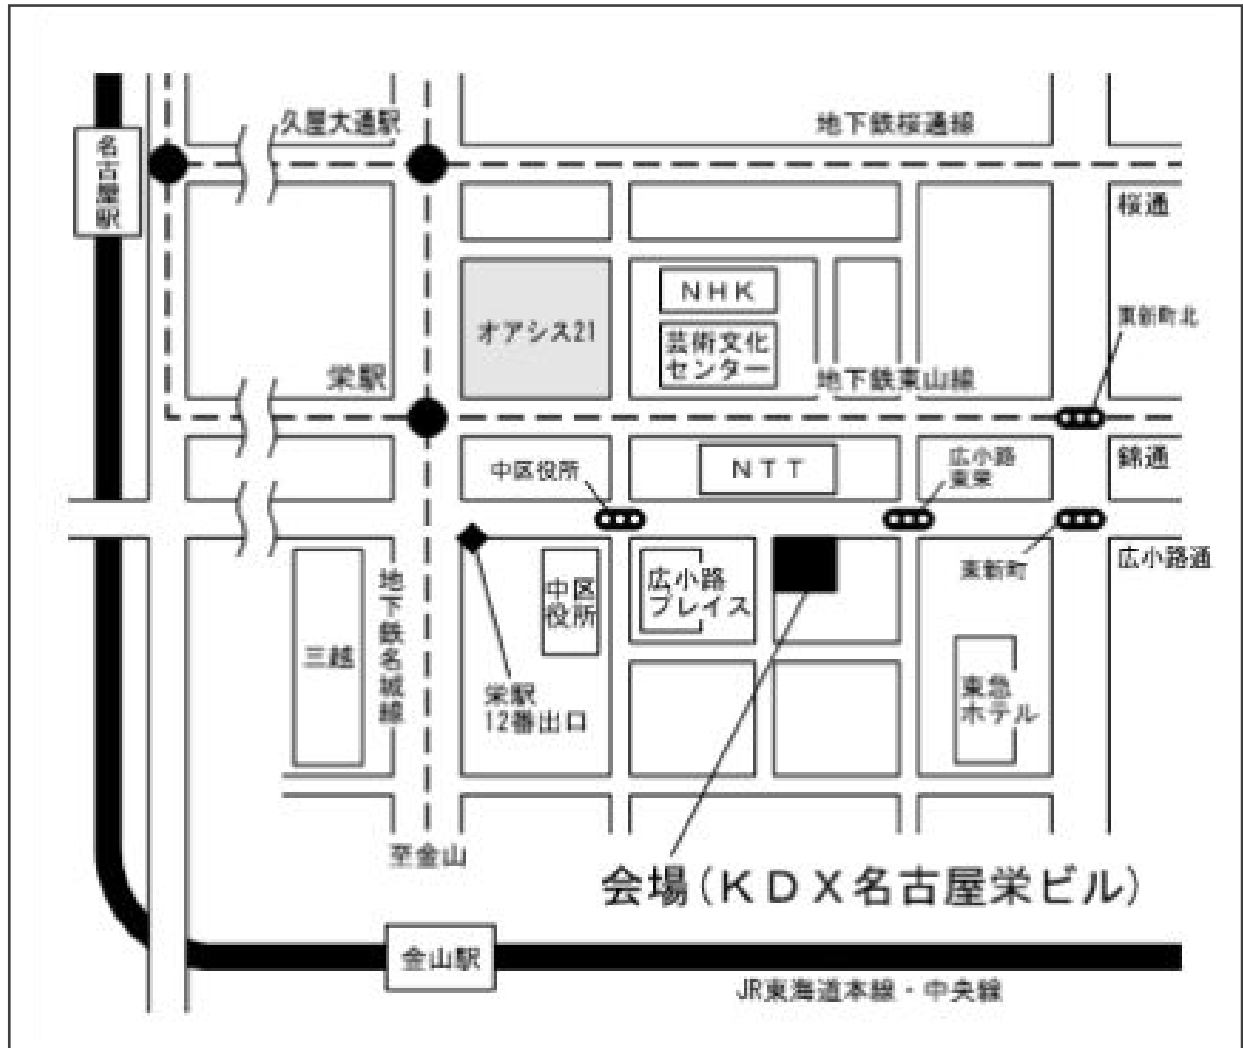 久屋大通駅
地下鉄桜通線
名古屋駅
桜通
NHK
東新町北
オアシス21
芸術文化
センター
栄駅
地下鉄東山線
中区役所
NTT
広小路
東栄
錦通
東新町
広小路通
地下鉄名城線
中区
役所
広小路
プレイス
三越
栄駅
12番出口
東急
ホテル
至金山
会場(KDX名古屋栄ビル)
金山駅
JR東海道本線・中央線